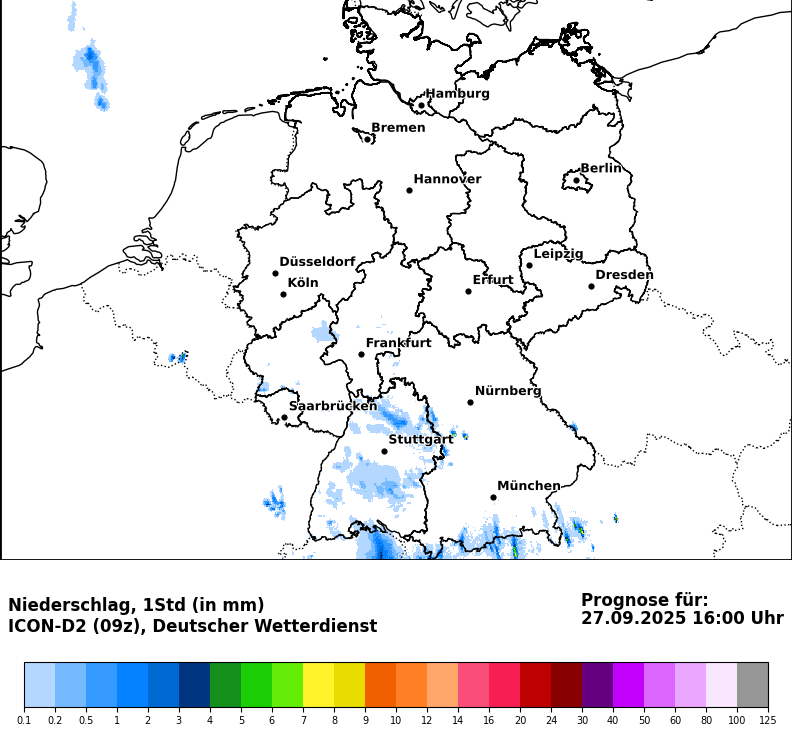 Hamburg
Bremen
Berlin
Hannover
Leipzig
Düsseldorf
Dresden
Köln
Erfurt
Frankfurt
Nürnberg
Saarbrücken
Stuttgart
München
Niederschlag, 1Std (in mm)
ICON-D2 (09z), Deutscher Wetterdienst
Prognose für:
27.09.2025 16:00 Uhr
0.1 0.2 0.5 1 2 3 4 5 6 7 8 9 10 12 14 16 20 24 30 40 50 60 80 100 125